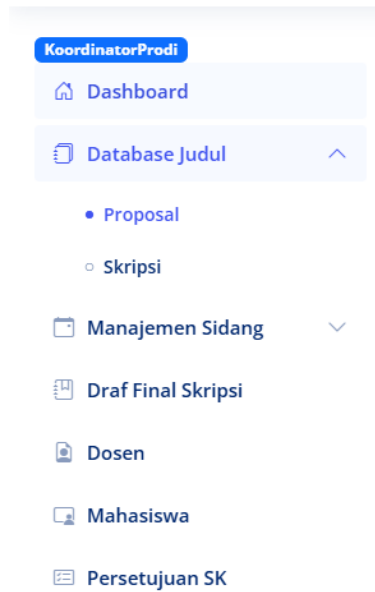 KoordinatorProdi
Dashboard
Database Judul
Proposal
Skripsi
Manajemen Sidang
Draf Final Skripsi
Dosen
Mahasiswa
Persetujuan SK